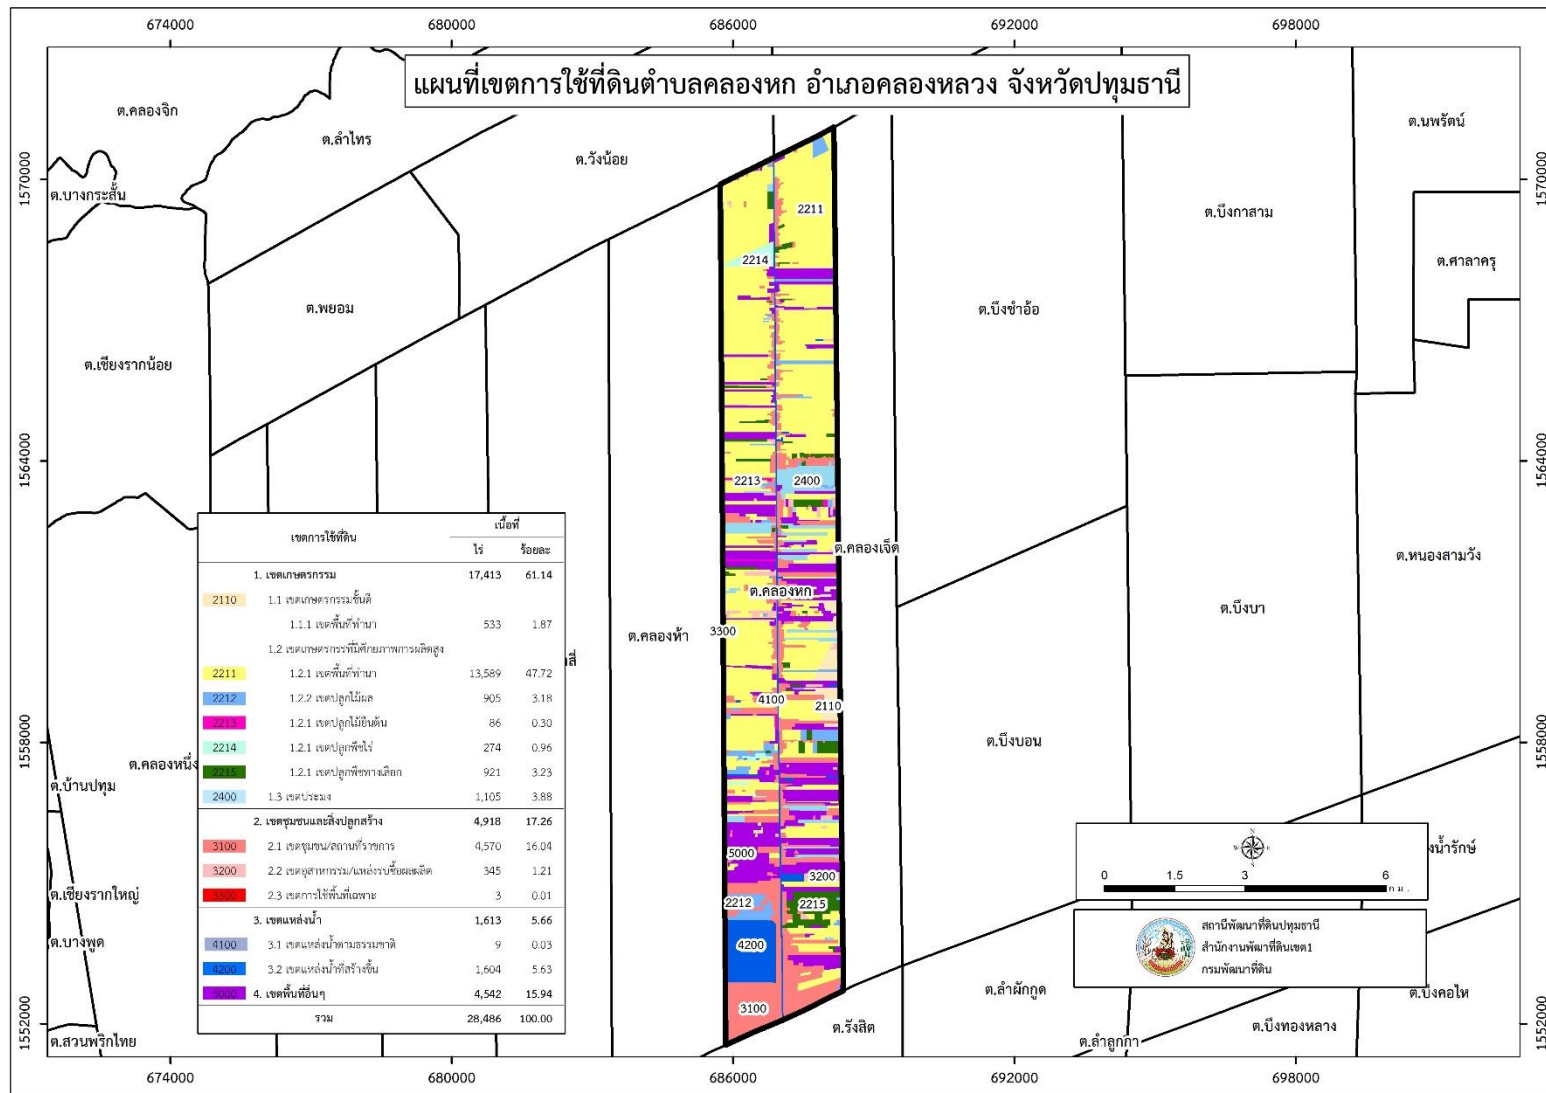 674000 680000 686000 692000 698000
แผนที่เขตการใช้ที่ดินตำบลคลองหก อำเภอคลองหลวง จังหวัดปทุมธานี
ต.คลองจิก
ต.นพรัตน์
ต.ลำไทร
ต.วังน้อย
1570000
1570000
ต.บางกระสั้น
2211
ต.บึงกาสาม
2214
ต.ศาลาครุ
ต.พยอม
ต.บึงชำอ้อ
ต.เชียงรากน้อย
1564000
1564000
2213
2400
ต.คลองเจ็ด
ต.หนองสามวัง
ต.คลองหก
ต.บึงบา
3300
ต.คลองห้า
4100
2110
ต.บึงบอน
1558000
1558000
ต.คลองหนึ่ง
ต.บ้านปทุม
5000
3200
ต.เชียงรากใหญ่
2212
2215
ต.บางพูด
4200
3100
ต.ลำผักกูด
ต.บึงคอไห
ต.รังสิต
ต.บึงทองหลาง
1552000
1552000
ต.สวนพริกไทย
ต.ลำลูกกา
งน้ำรักษ์
เขตการใช้ที่ดิน เนื้อที่
ไร่ ร้อยละ
1. เขตเกษตรกรรม 17,413 61.14
2110 1.1 เขตเกษตรกรรมชั้นดี
1.1.1 เขตพื้นที่ทำนา 533 1.87
1.2 เขตเกษตรกรรที่มีศักยภาพการผลิตสูง
2211 1.2.1 เขตพื้นที่ทำนา 13,589 47.72
2212 1.2.2 เขตปลูกไม้ผล 905 3.18
2213 1.2.1 เขตปลูกไม้ยืนต้น 86 0.30
2214 1.2.1 เขตปลูกพืชไร่ 274 0.96
2215 1.2.1 เขตปลูกพืชทางเลือก 921 3.23
2400 1.3 เขตประมง 1,105 3.88
2. เขตชุมชนและสิ่งปลูกสร้าง 4,918 17.26
3100 2.1 เขตชุมชน/สถานที่ราชการ 4,570 16.04
3200 2.2 เขตอุสาหกรรม/แหล่งรับซื้อผลผลิต 345 1.21
3300 2.3 เขตการใช้พื้นที่เฉพาะ 3 0.01
3. เขตแหล่งน้ำ 1,613 5.66
4100 3.1 เขตแหล่งน้ำตามธรรมชาติ 9 0.03
4200 3.2 เขตแหล่งน้ำที่สร้างขึ้น 1,604 5.63
5000 4. เขตพื้นที่อื่นๆ 4,542 15.94
รวม 28,486 100.00
N
W E
S
0 1.5 3 6
กม.
สถานีพัฒนาที่ดินปทุมธานี
สำนักงานพัฒาที่ดินเขต1
กรมพัฒนาที่ดิน
674000 680000 686000 692000 698000